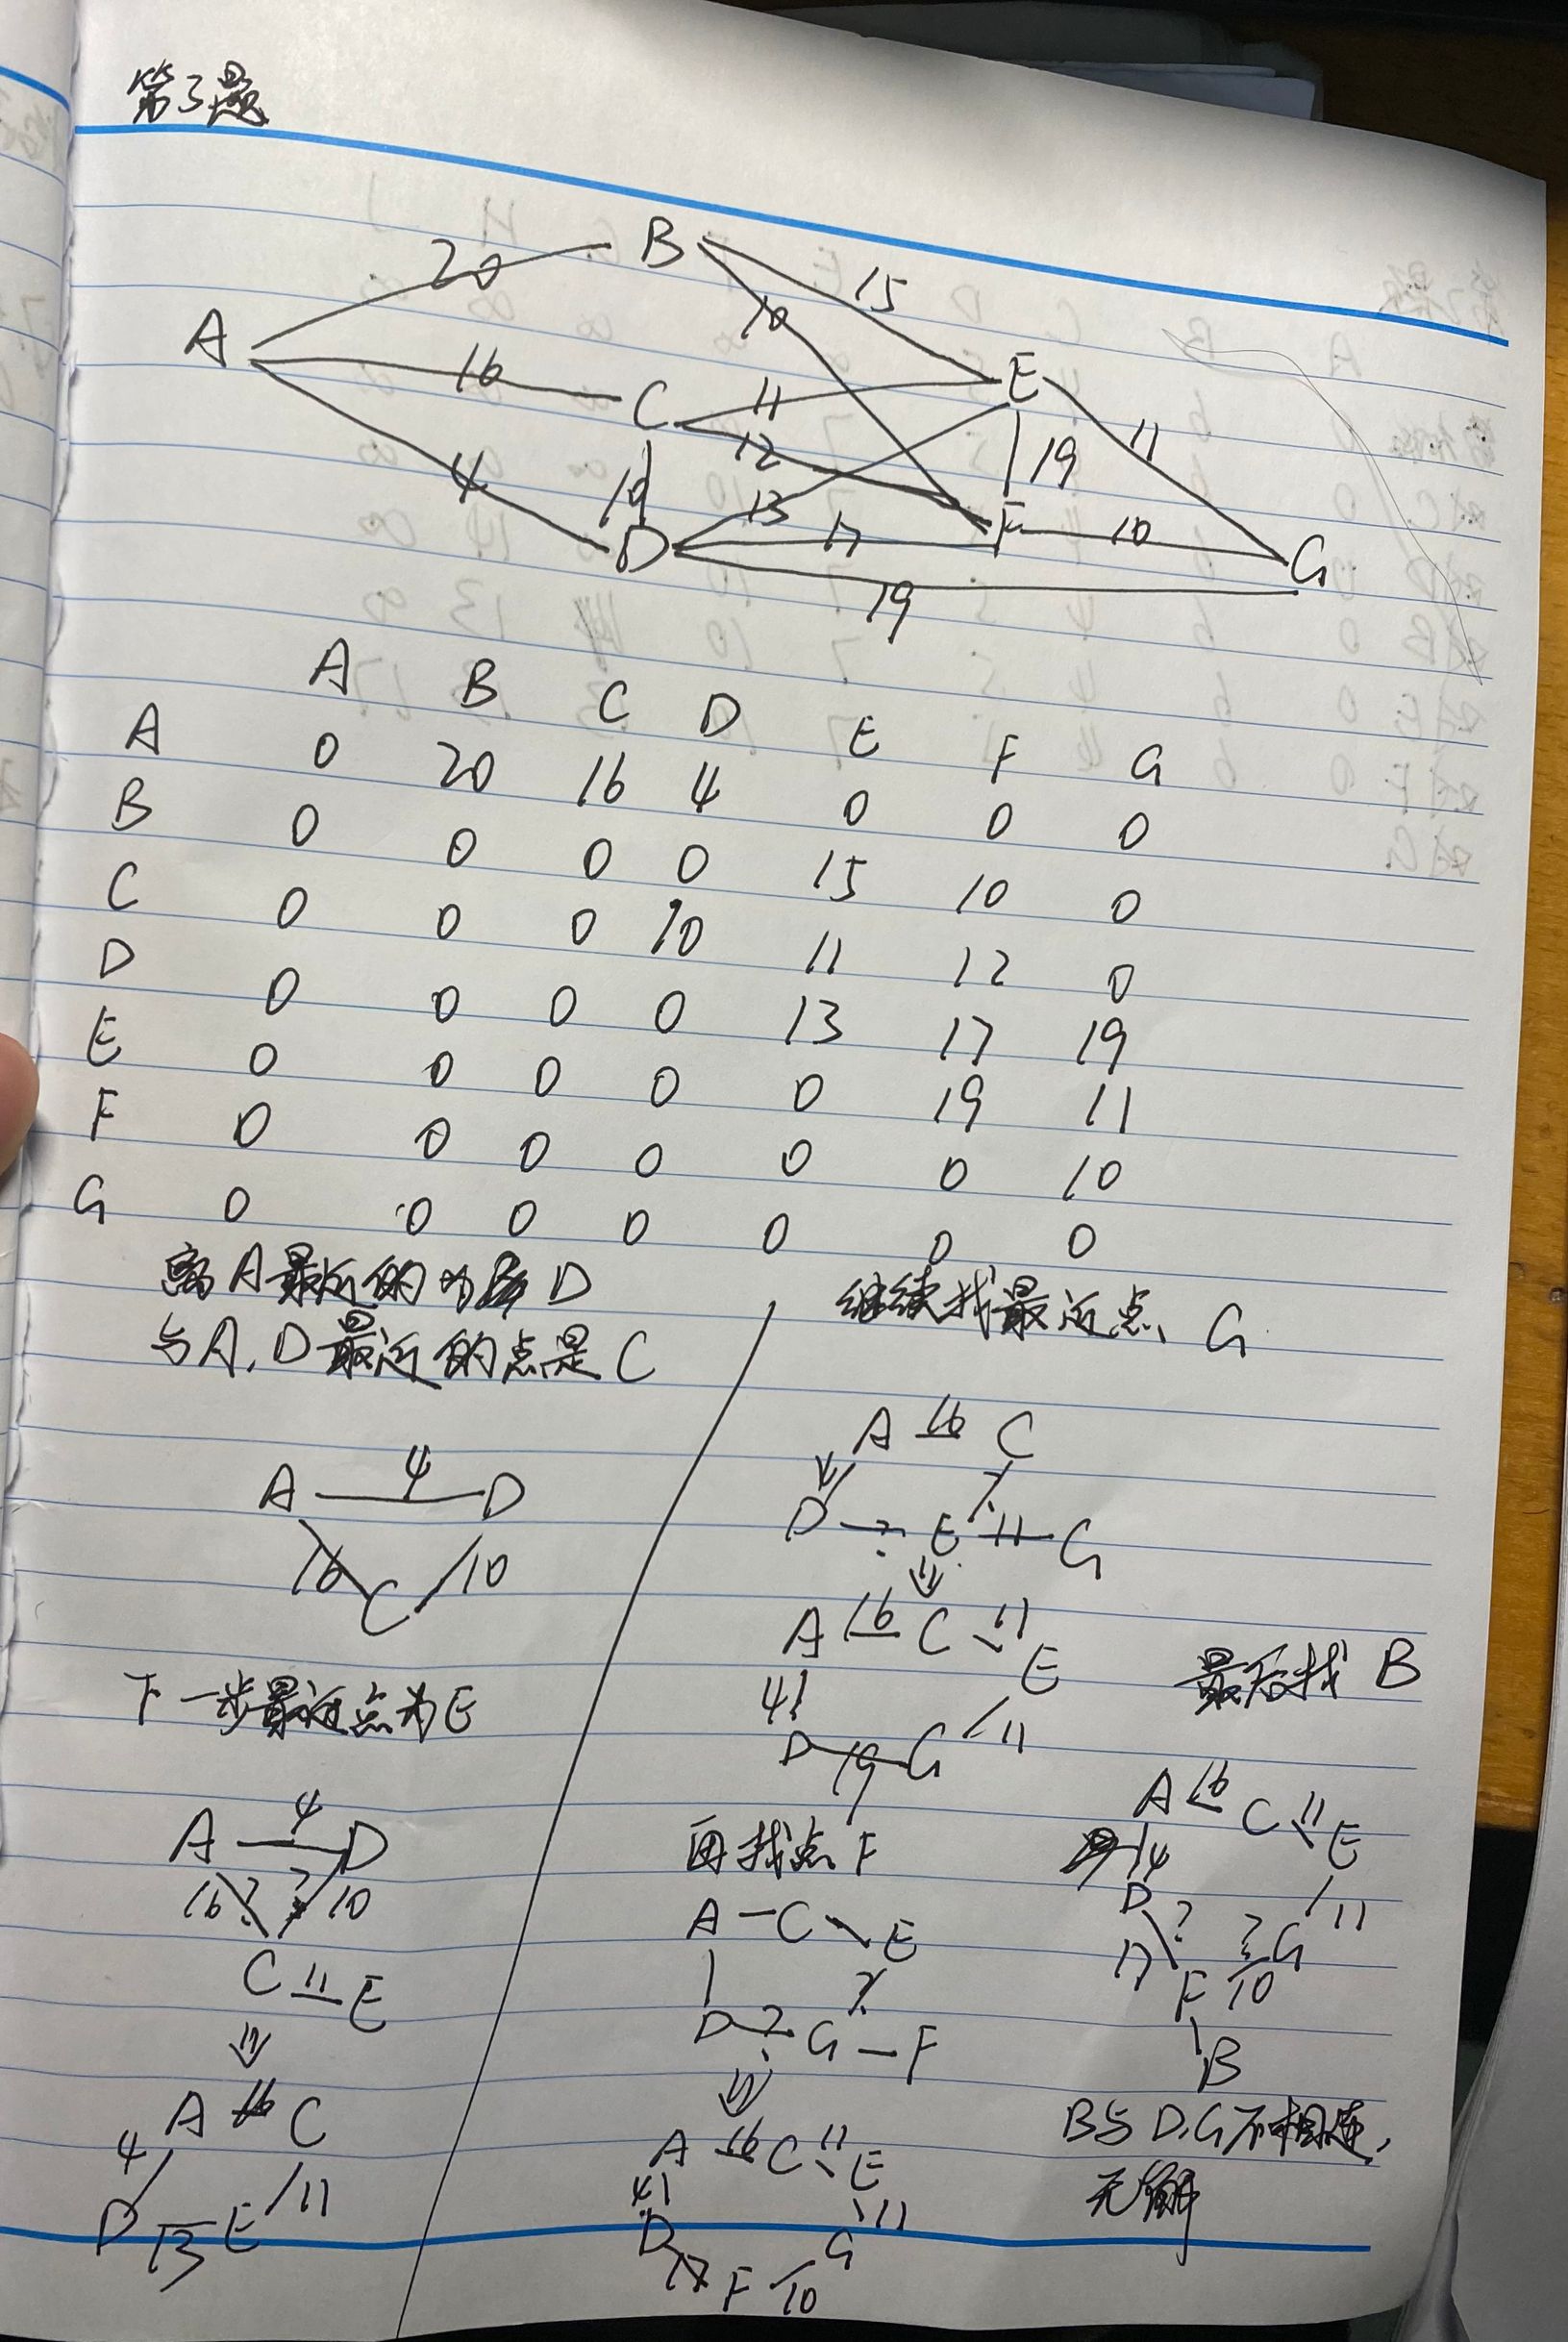 第3题
20 B 15
A 10
16 C 11 E 11
12 19
4 10 13
D 17 F 10 G
19
A B C D E F G
A 0 20 16 4 0 0 0
B 0 0 0 0 15 10 0
C 0 0 0 10 11 12 0
D 0 0 0 0 13 17 19
E 0 0 0 0 0 19 11
F 0 0 0 0 0 0 10
G 0 0 0 0 0 0 0
离A最近的为D
与A,D最近的点是C
A 4 D
16 C 10
下一步最近点为E
A 4 D
16 ? ? 10
C 11 E
⇓
A 16 C
4 11
D 13 E
继续找最近点、G
A 16 C
?
D ? E 11 G
⇓
A 16 C 11
E
4
D 19 G 11
再找点F
A C E
?
D ? G F
⇓
A 16 C 11 E
4 11
D G
17 F 10
最后找B
A 16 C 11 E
4
D 11
17 ? ? G
F 10
B
B与D,G不相连,
无解